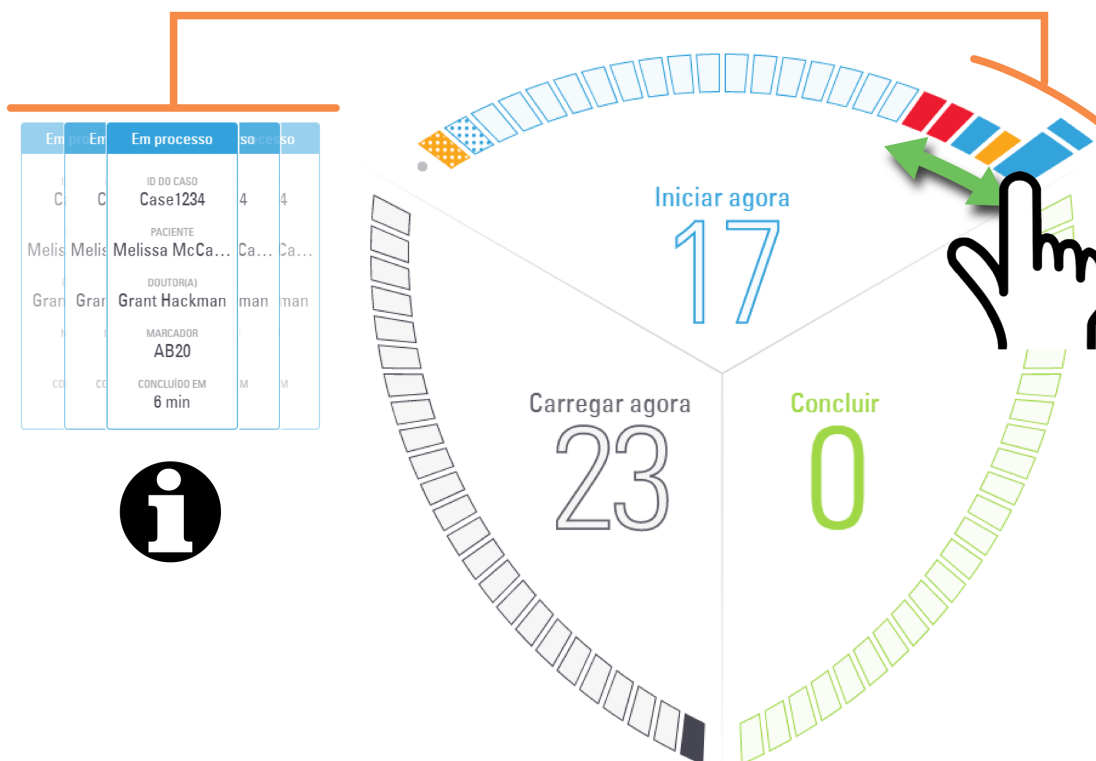 Em processo
ID DO CASO
Case1234
PACIENTE
Melissa McCa...
DOUTOR(A)
Grant Hackman
MARCADOR
AB20
CONCLUÍDO EM
6 min
Iniciar agora
17
Carregar agora
23
Concluir
0